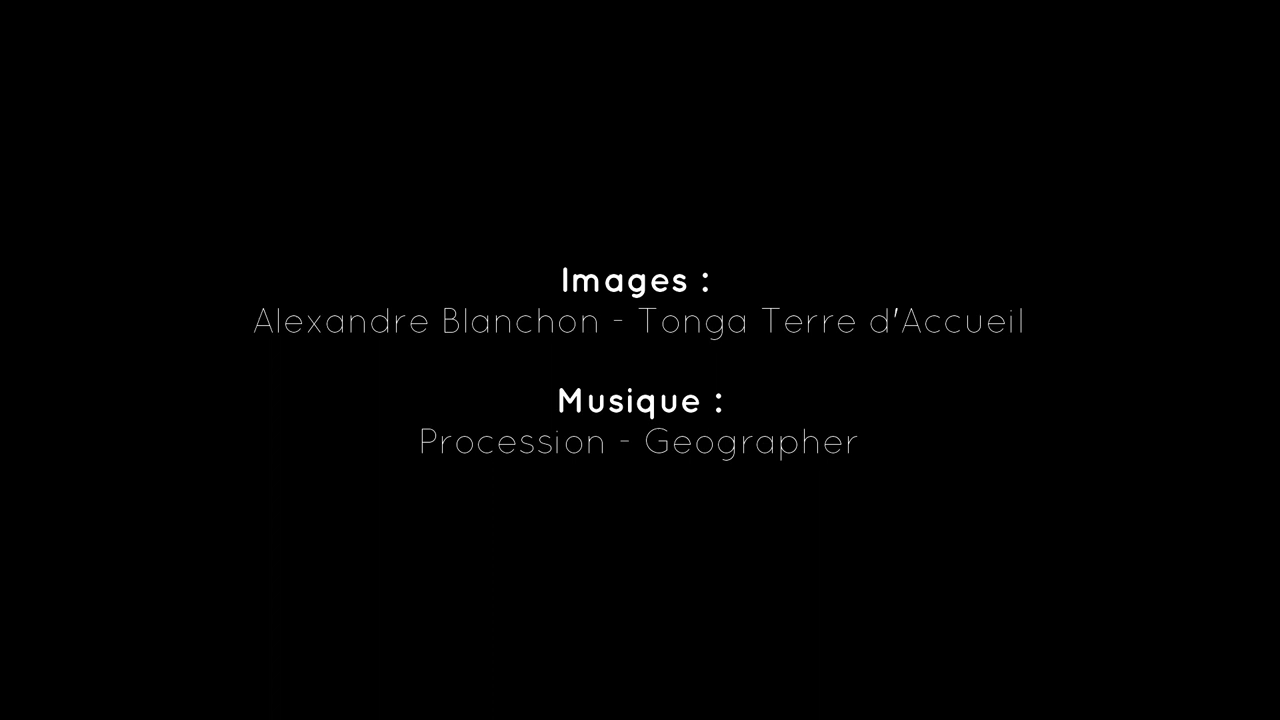 Images :
Alexandre Blanchon - Tonga Terre d'Accueil
Musique :
Procession - Geographer